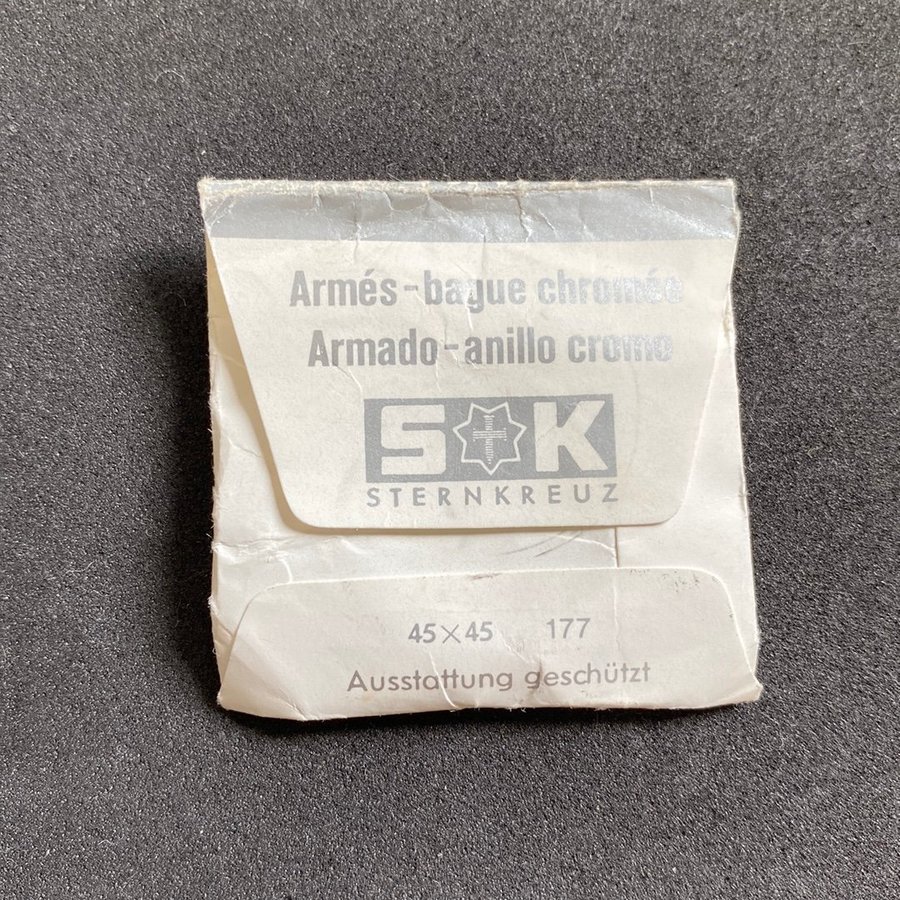 Armés-bague chromée
Armado-anillo cromo
S K
STERNKREUZ
45×45 177
Ausstattung geschützt